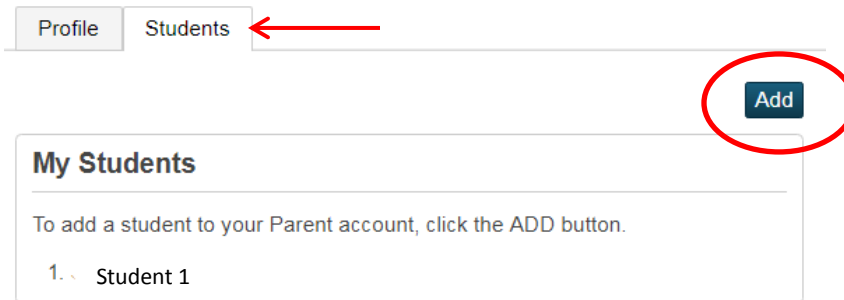 Profile Students
Add
My Students
To add a student to your Parent account, click the ADD button.
1. Student 1